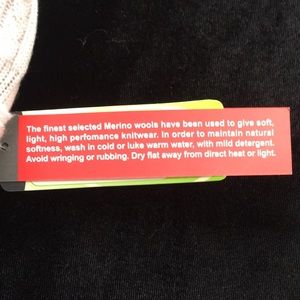 The finest selected Merino wools have been used to give soft,
light, high perfomance knitwear. In order to maintain natural
softness, wash in cold or luke warm water, with mild detergent.
Avoid wringing or rubbing. Dry flat away from direct heat or light.